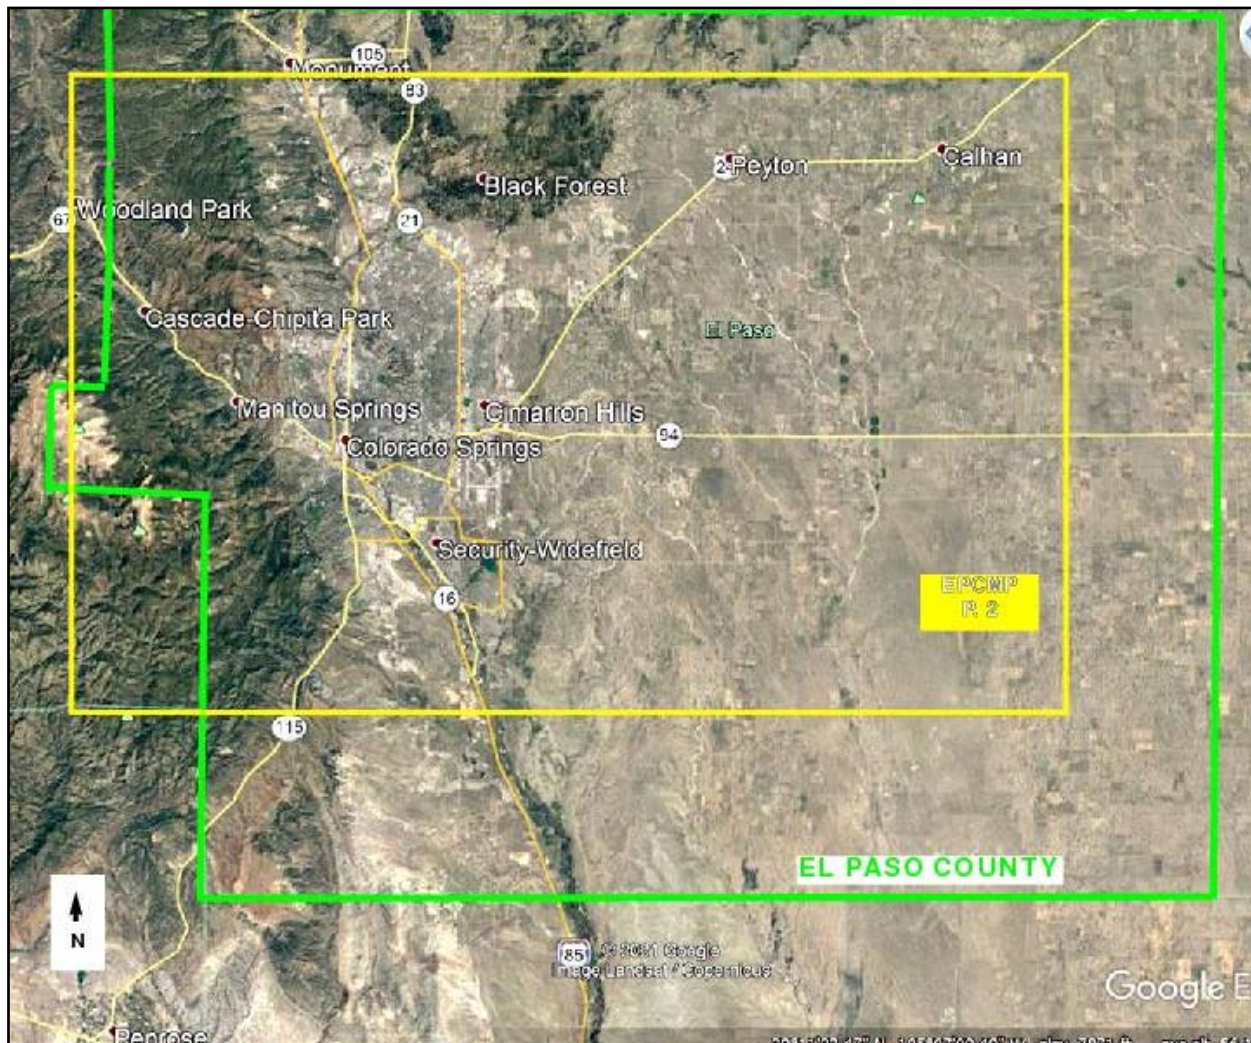 105
Monument
83
Black Forest
Peyton
Calhan
67
Woodland Park
21
Cascade-Chipita Park
El Paso
Manitou Springs
Cimarron Hills
Colorado Springs
94
Security-Widefield
16
EPCMP
P. 2
115
EL PASO COUNTY
N
85
© 2021 Google
Image Landsat / Copernicus
Google
Penrose